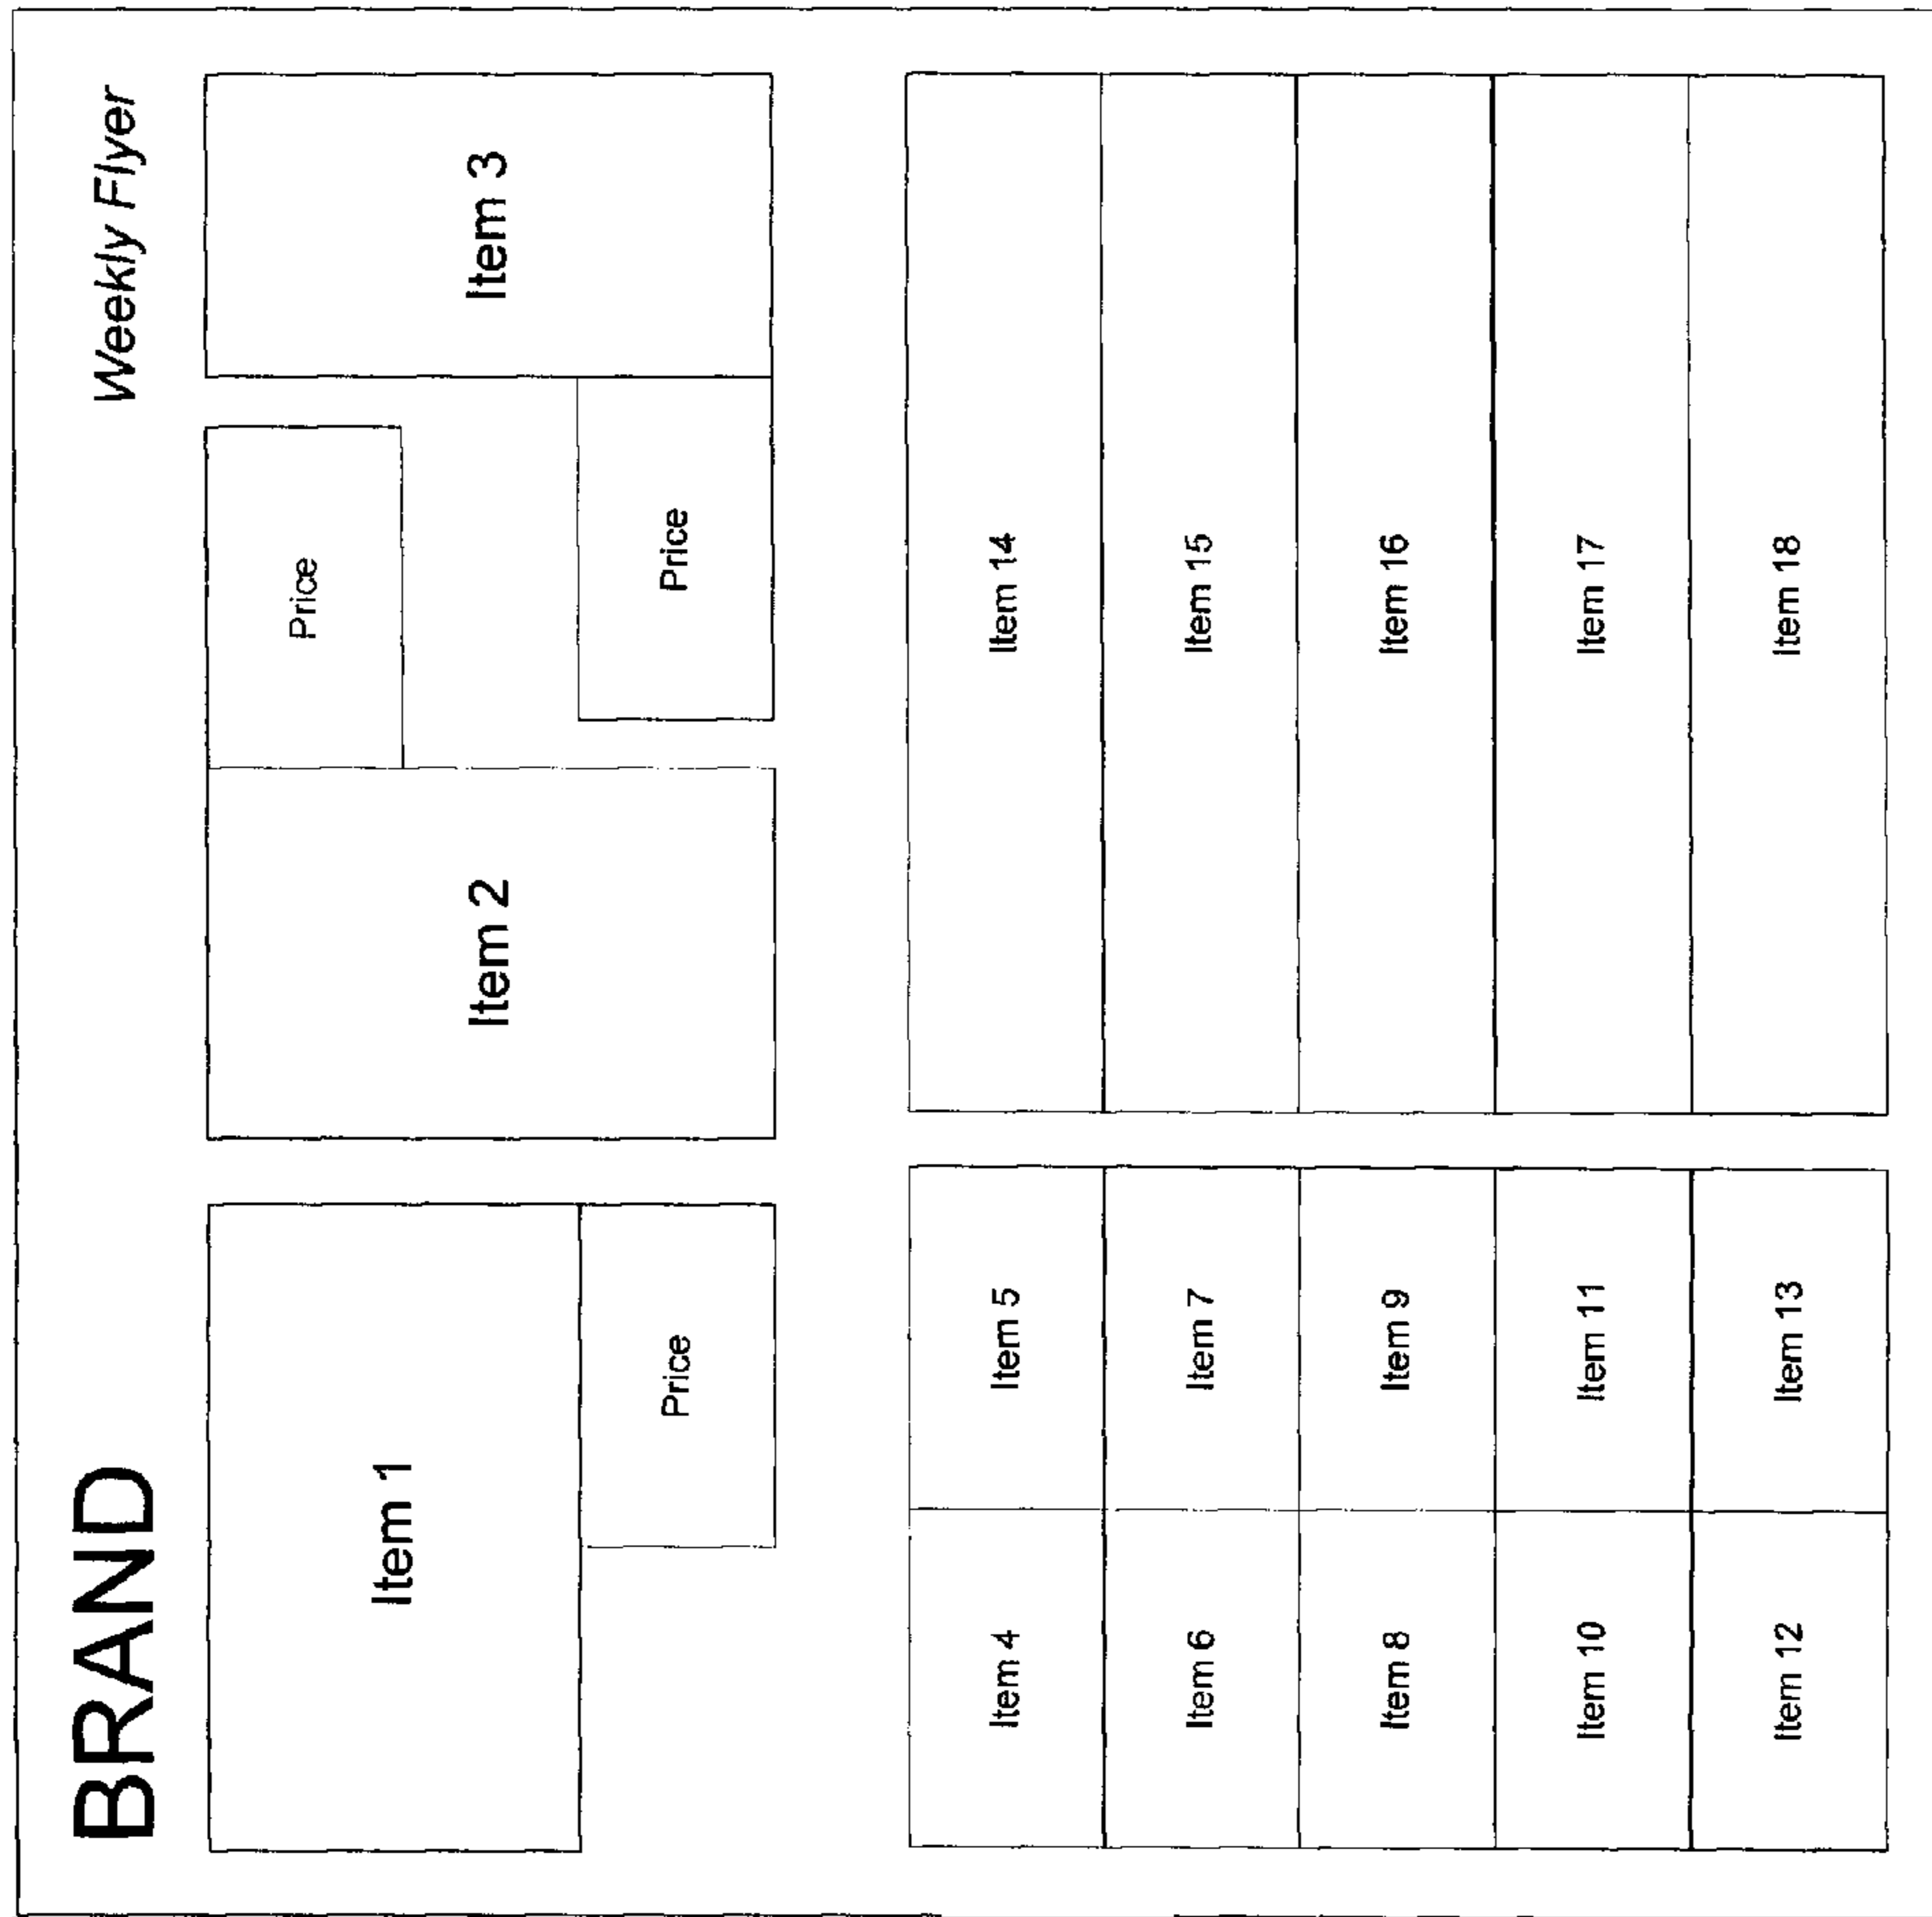 BRAND
Weekly Flyer
Item 1
Price
Item 2
Price
Item 3
Price
Item 4
Item 5
Item 6
Item 7
Item 8
Item 9
Item 10
Item 11
Item 12
Item 13
Item 14
Item 15
Item 16
Item 17
Item 18